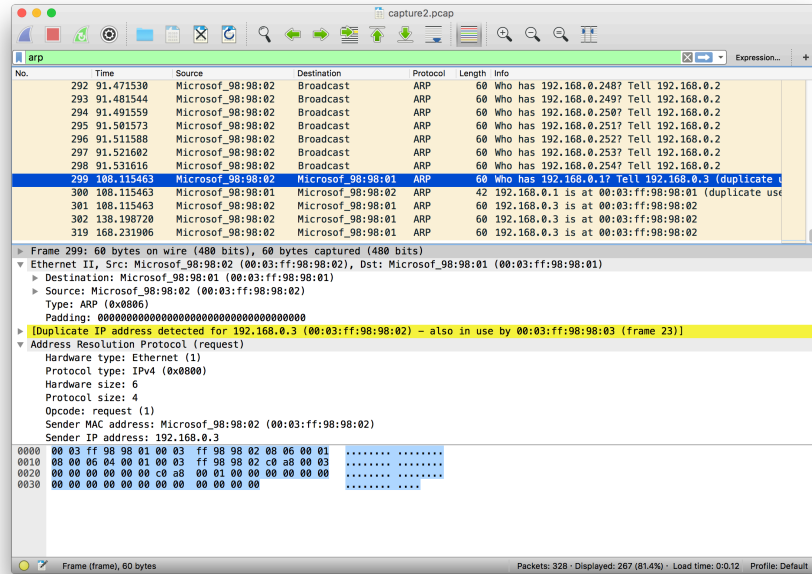 capture2.pcap
arp
Expression...
+
No. Time Source Destination Protocol Length Info
292 91.471530 Microsof_98:98:02 Broadcast ARP 60 Who has 192.168.0.248? Tell 192.168.0.2
293 91.481544 Microsof_98:98:02 Broadcast ARP 60 Who has 192.168.0.249? Tell 192.168.0.2
294 91.491559 Microsof_98:98:02 Broadcast ARP 60 Who has 192.168.0.250? Tell 192.168.0.2
295 91.501573 Microsof_98:98:02 Broadcast ARP 60 Who has 192.168.0.251? Tell 192.168.0.2
296 91.511588 Microsof_98:98:02 Broadcast ARP 60 Who has 192.168.0.252? Tell 192.168.0.2
297 91.521602 Microsof_98:98:02 Broadcast ARP 60 Who has 192.168.0.253? Tell 192.168.0.2
298 91.531616 Microsof_98:98:02 Broadcast ARP 60 Who has 192.168.0.254? Tell 192.168.0.2
299 108.115463 Microsof_98:98:02 Microsof_98:98:01 ARP 60 Who has 192.168.0.1? Tell 192.168.0.3 (duplicate u
300 108.115463 Microsof_98:98:01 Microsof_98:98:02 ARP 42 192.168.0.1 is at 00:03:ff:98:98:01 (duplicate use
301 108.115463 Microsof_98:98:02 Microsof_98:98:01 ARP 60 192.168.0.3 is at 00:03:ff:98:98:02
302 138.198720 Microsof_98:98:02 Microsof_98:98:01 ARP 60 192.168.0.3 is at 00:03:ff:98:98:02
319 168.231906 Microsof_98:98:02 Microsof_98:98:01 ARP 60 192.168.0.3 is at 00:03:ff:98:98:02
Frame 299: 60 bytes on wire (480 bits), 60 bytes captured (480 bits)
Ethernet II, Src: Microsof_98:98:02 (00:03:ff:98:98:02), Dst: Microsof_98:98:01 (00:03:ff:98:98:01)
Destination: Microsof_98:98:01 (00:03:ff:98:98:01)
Source: Microsof_98:98:02 (00:03:ff:98:98:02)
Type: ARP (0x0806)
Padding: 000000000000000000000000000000000000
[Duplicate IP address detected for 192.168.0.3 (00:03:ff:98:98:02) – also in use by 00:03:ff:98:98:03 (frame 23)]
Address Resolution Protocol (request)
Hardware type: Ethernet (1)
Protocol type: IPv4 (0x0800)
Hardware size: 6
Protocol size: 4
Opcode: request (1)
Sender MAC address: Microsof_98:98:02 (00:03:ff:98:98:02)
Sender IP address: 192.168.0.3
0000 00 03 ff 98 98 01 00 03 ff 98 98 02 08 06 00 01 ........ ........
0010 08 00 06 04 00 01 00 03 ff 98 98 02 c0 a8 00 03 ........ ........
0020 00 00 00 00 00 00 c0 a8 00 01 00 00 00 00 00 00 ........ ........
0030 00 00 00 00 00 00 00 00 00 00 00 00 ........ ....
Frame (frame), 60 bytes
Packets: 328 · Displayed: 267 (81.4%) · Load time: 0:0.12
Profile: Default